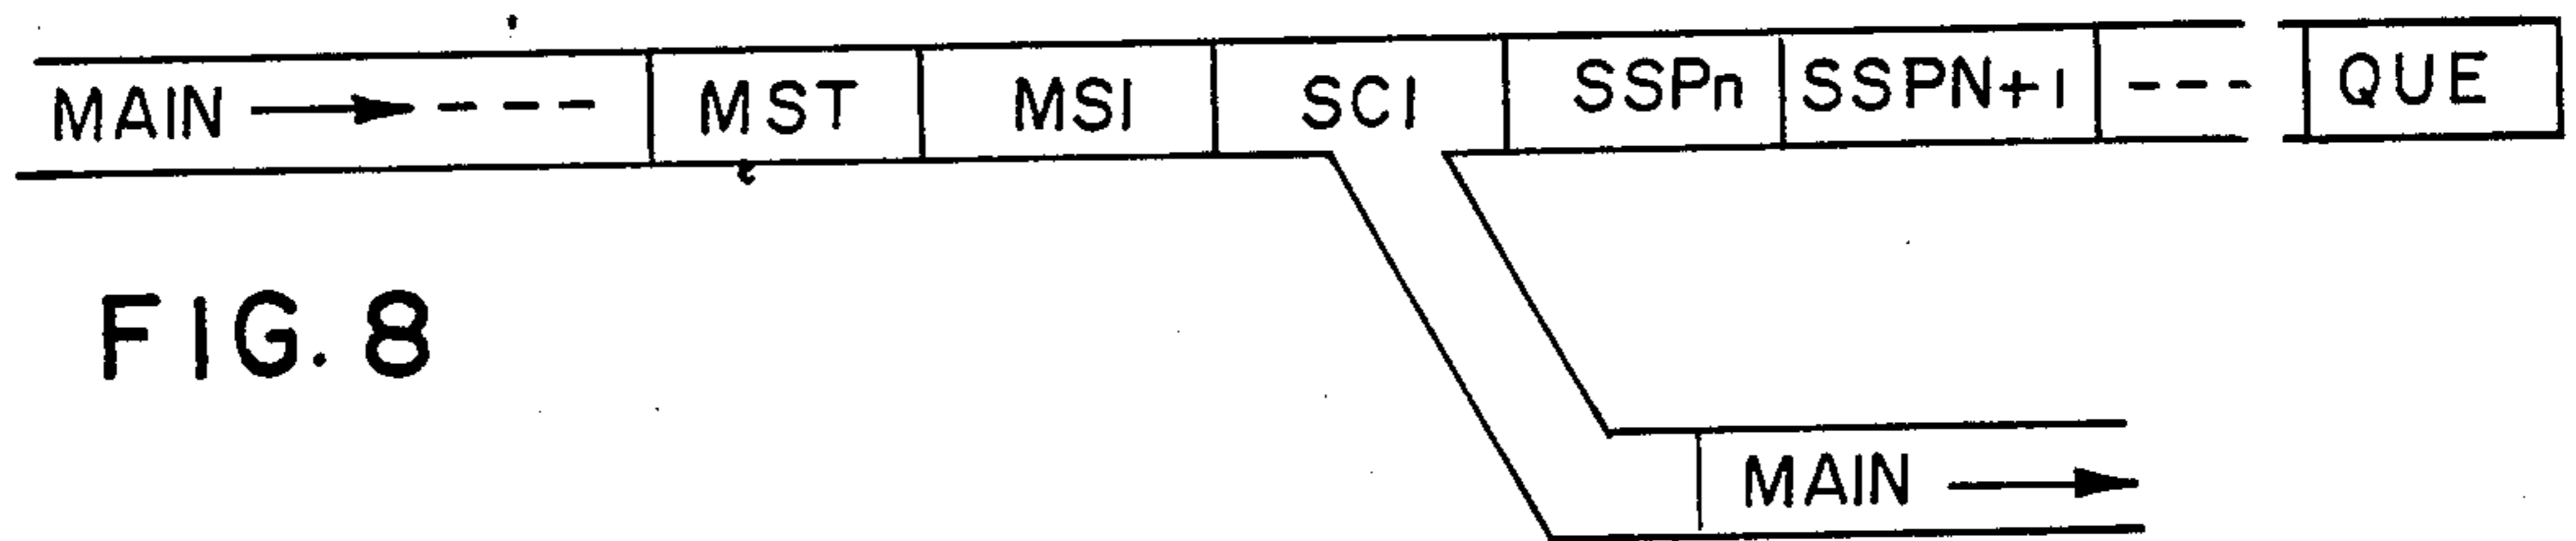 MAIN → --- MST MSI SCI SSPn SSPN+1 --- QUE
FIG. 8
MAIN →